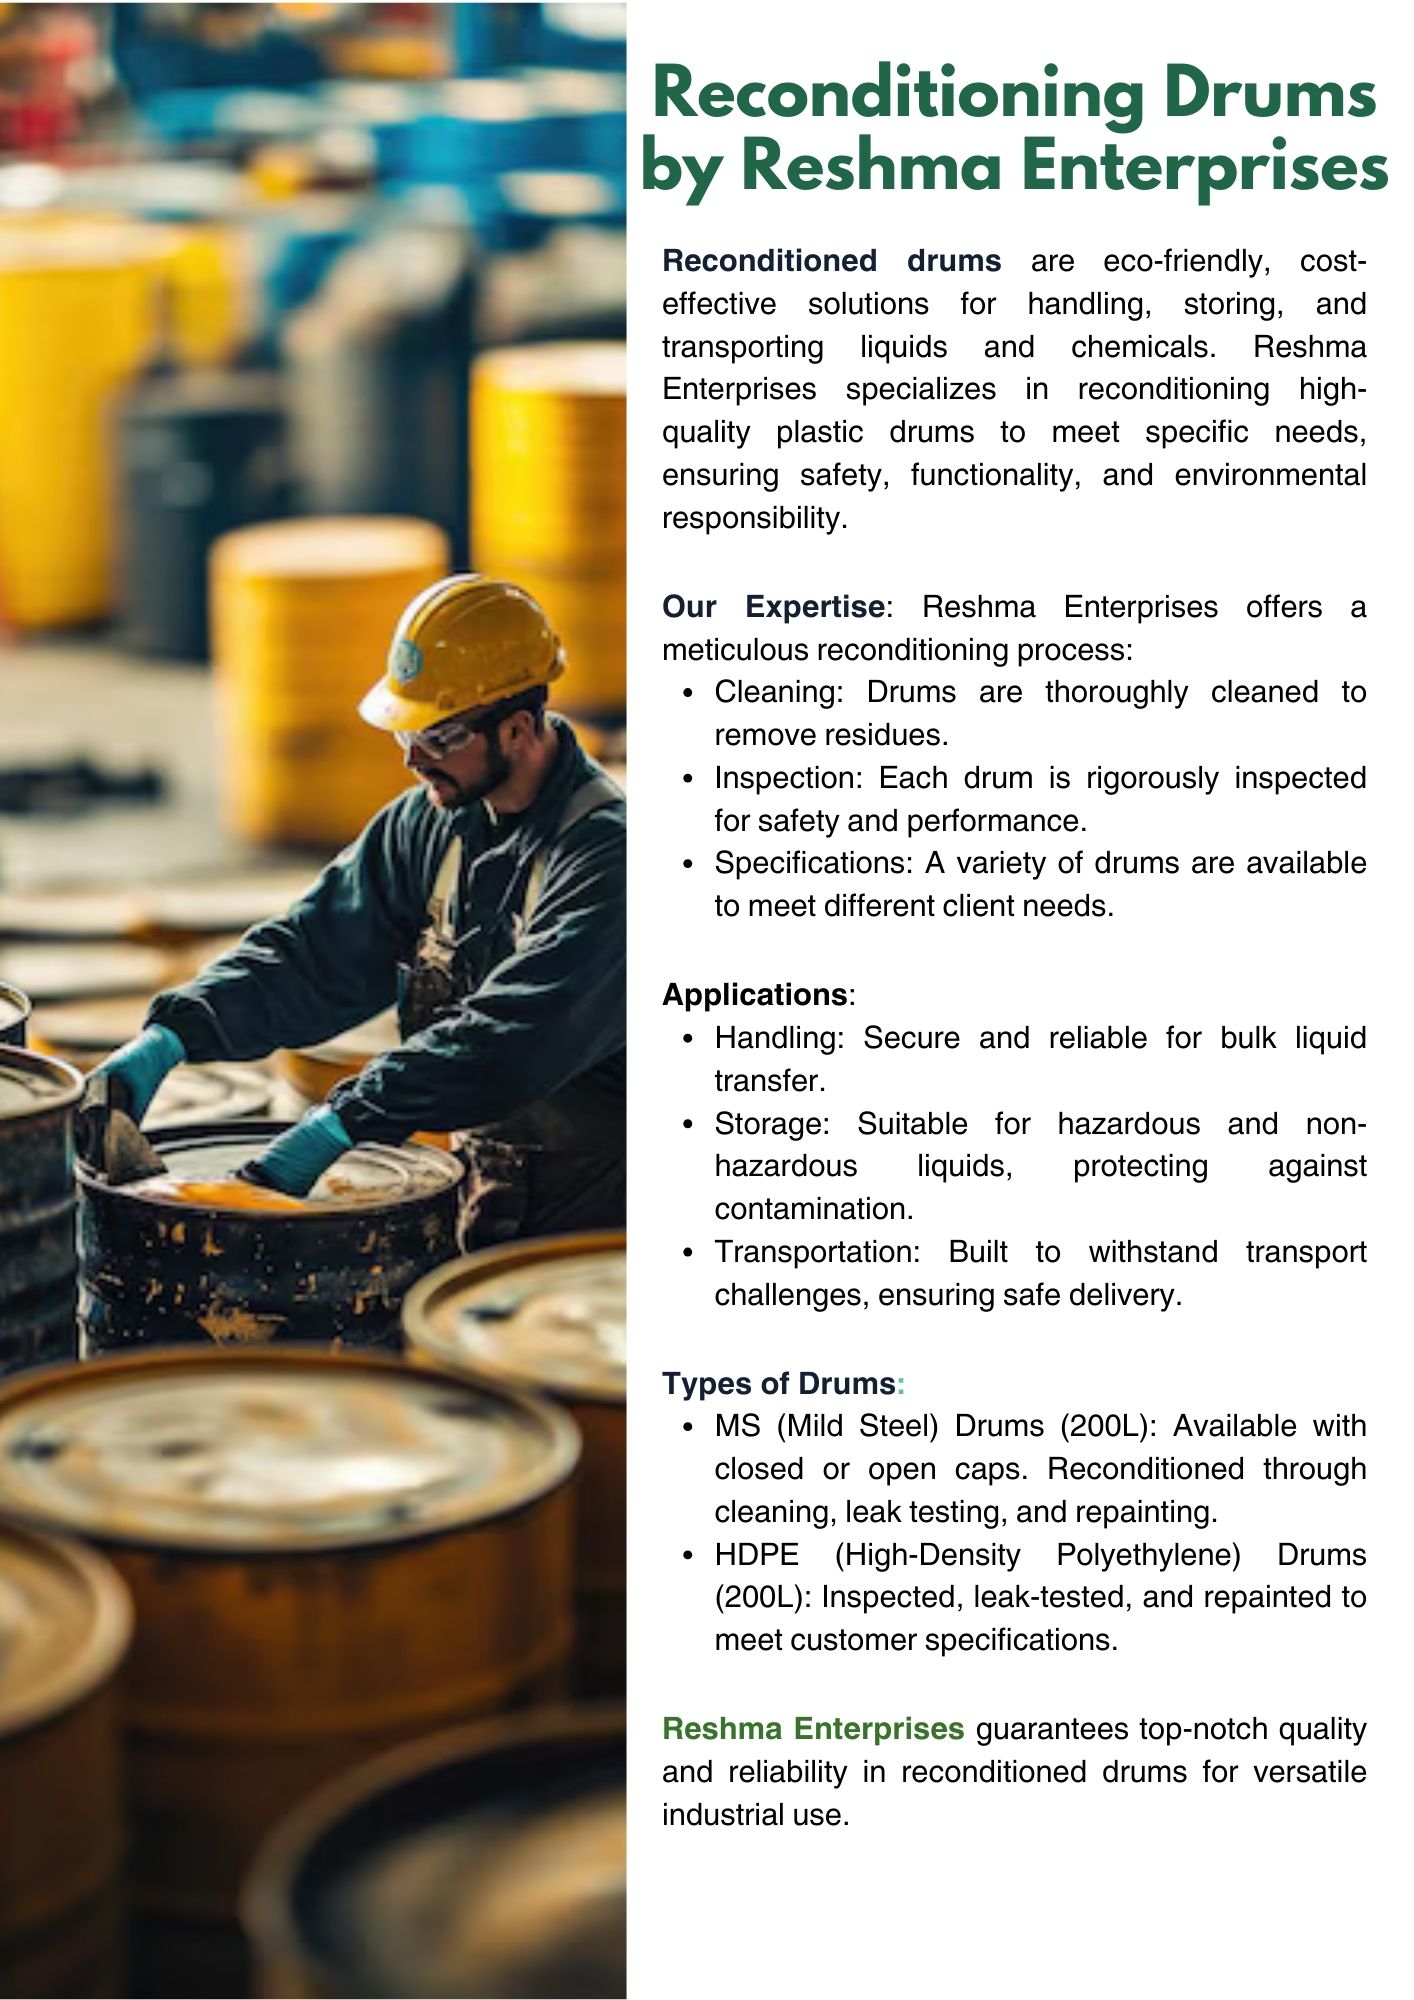 Reconditioning Drums
by Reshma Enterprises
Reconditioned drums are eco-friendly, cost-
effective solutions for handling, storing, and
transporting liquids and chemicals. Reshma
Enterprises specializes in reconditioning high-
quality plastic drums to meet specific needs,
ensuring safety, functionality, and environmental
responsibility.
Our Expertise: Reshma Enterprises offers a
meticulous reconditioning process:
• Cleaning: Drums are thoroughly cleaned to
remove residues.
• Inspection: Each drum is rigorously inspected
for safety and performance.
• Specifications: A variety of drums are available
to meet different client needs.
Applications:
• Handling: Secure and reliable for bulk liquid
transfer.
• Storage: Suitable for hazardous and non-
hazardous liquids, protecting against
contamination.
• Transportation: Built to withstand transport
challenges, ensuring safe delivery.
Types of Drums:
• MS (Mild Steel) Drums (200L): Available with
closed or open caps. Reconditioned through
cleaning, leak testing, and repainting.
• HDPE (High-Density Polyethylene) Drums
(200L): Inspected, leak-tested, and repainted to
meet customer specifications.
Reshma Enterprises guarantees top-notch quality
and reliability in reconditioned drums for versatile
industrial use.